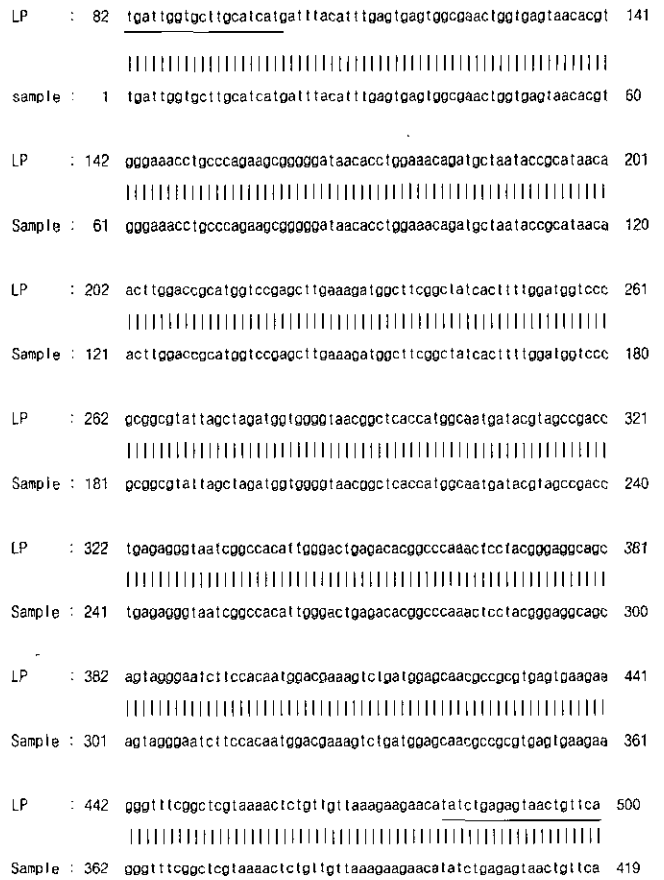 LP : 82 tgattggtgcttgcatcatgatttacatttgagtgagtggcgaactggtgagtaacacgt 141
sample : 1 tgattggtgcttgcatcatgatttacatttgagtgagtggcgaactggtgagtaacacgt 60
LP : 142 gggaaacctgcccagaagcgggggataacacctggaaacagatgctaataccgcataaca 201
Sample : 61 gggaaacctgcccagaagcgggggataacacctggaaacagatgctaataccgcataaca 120
LP : 202 acttggaccgcatggtccgagcttgaaagatggcttcggctatcacttttggatggtccc 261
Sample : 121 acttggaccgcatggtccgagcttgaaagatggcttcggctatcacttttggatggtccc 180
LP : 262 gcggcgtattagctagatggtggggtaacggctcaccatggcaatgatacgtagccgacc 321
Sample : 181 gcggcgtattagctagatggtggggtaacggctcaccatggcaatgatacgtagccgacc 240
LP : 322 tgagagggtaatcggccacattgggactgagacacggcccaaactcctacgggaggcagc 381
Sample : 241 tgagagggtaatcggccacattgggactgagacacggcccaaactcctacgggaggcagc 300
LP : 382 agtagggaatcttccacaatggacgaaagtctgatggagcaacgccgcgtgagtgaagaa 441
Sample : 301 agtagggaatcttccacaatggacgaaagtctgatggagcaacgccgcgtgagtgaagaa 361
LP : 442 gggtttcggctcgtaaaactctgttgttaaagaagaacatatctgagagtaactgttca 500
Sample : 362 gggtttcggctcgtaaaactctgttgttaaagaagaacatatctgagagtaactgttca 419